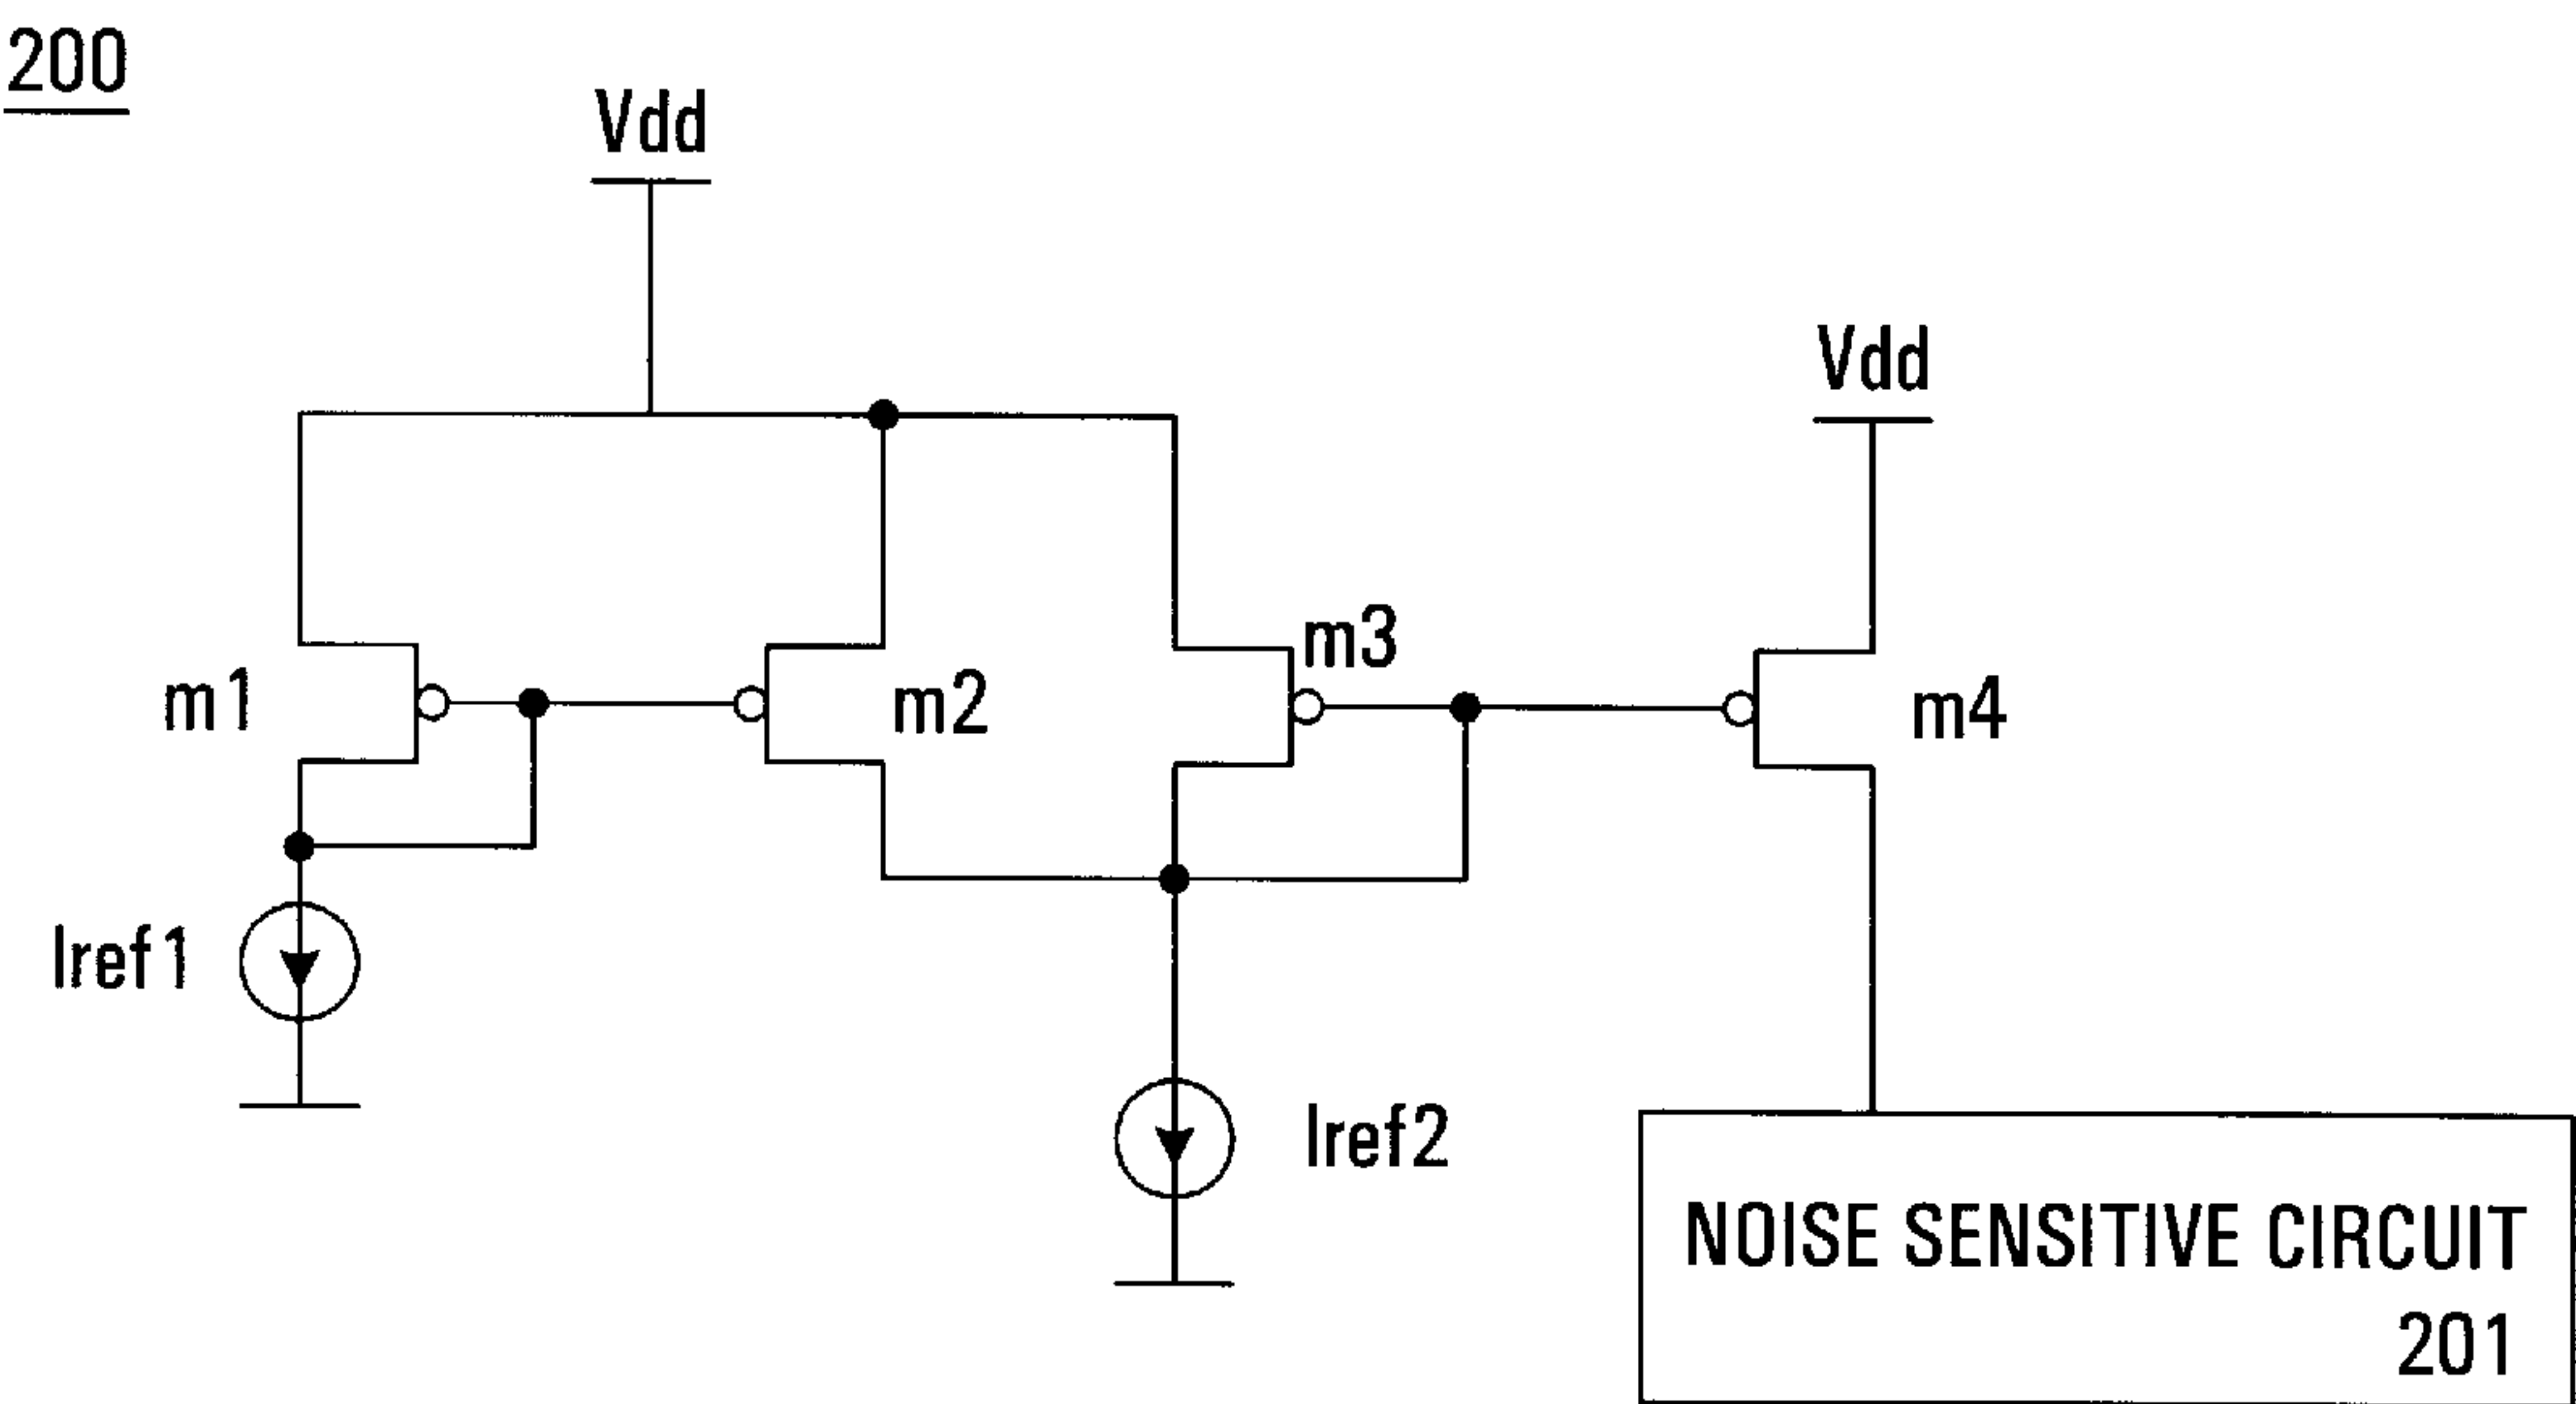 200
Vdd
Vdd
m3
m1
m2
m4
Iref1
Iref2
NOISE SENSITIVE CIRCUIT
201